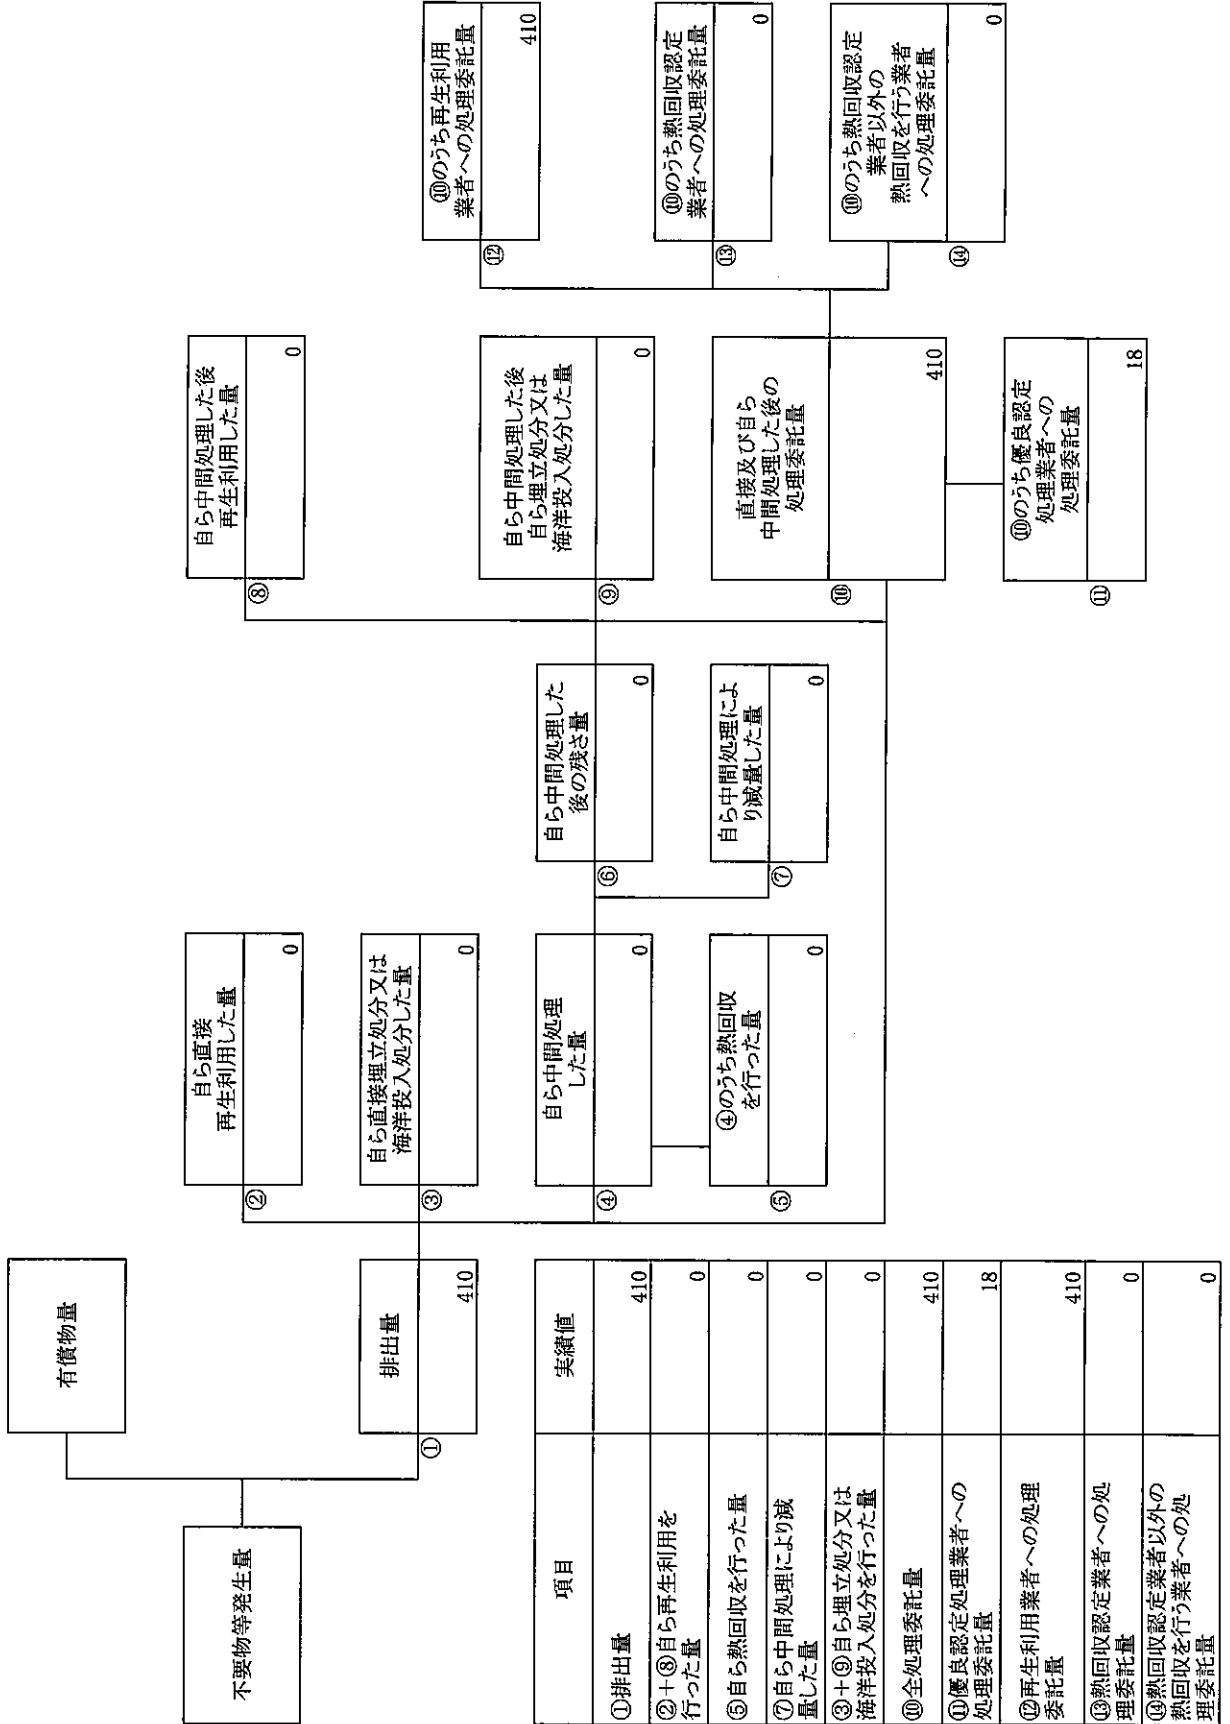 不要物等発生量
有償物量
①
排出量
410
②
自ら直接
再生利用した量
0
③
自ら直接埋立処分又は
海洋投入処分した量
0
④
自ら中間処理
した量
0
⑤
④のうち熱回収
を行った量
0
⑥
自ら中間処理した
後の残さ量
0
⑦
自ら中間処理によ
り減量した量
0
⑧
自ら中間処理した後
再生利用した量
0
⑨
自ら中間処理した後
自ら埋立処分又は
海洋投入処分した量
0
⑩
直接及び自ら
中間処理した後の
処理委託量
410
⑪
⑩のうち優良認定
処理業者への
処理委託量
18
⑫
⑩のうち再生利用
業者への処理委託量
410
⑬
⑩のうち熱回収認定
業者への処理委託量
0
⑭
⑩のうち熱回収認定
業者以外の
熱回収を行う業者
への処理委託量
0
項目 実績値
①排出量 410
②+⑧自ら再生利用を
行った量 0
⑤自ら熱回収を行った量 0
⑦自ら中間処理により減
量した量 0
③+⑨自ら埋立処分又は
海洋投入処分を行った量 0
⑩全処理委託量 410
⑪優良認定処理業者への
処理委託量 18
⑫再生利用業者への処理
委託量 410
⑬熱回収認定業者への処
理委託量 0
⑭熱回収認定業者以外の
熱回収を行う業者への処
理委託量 0